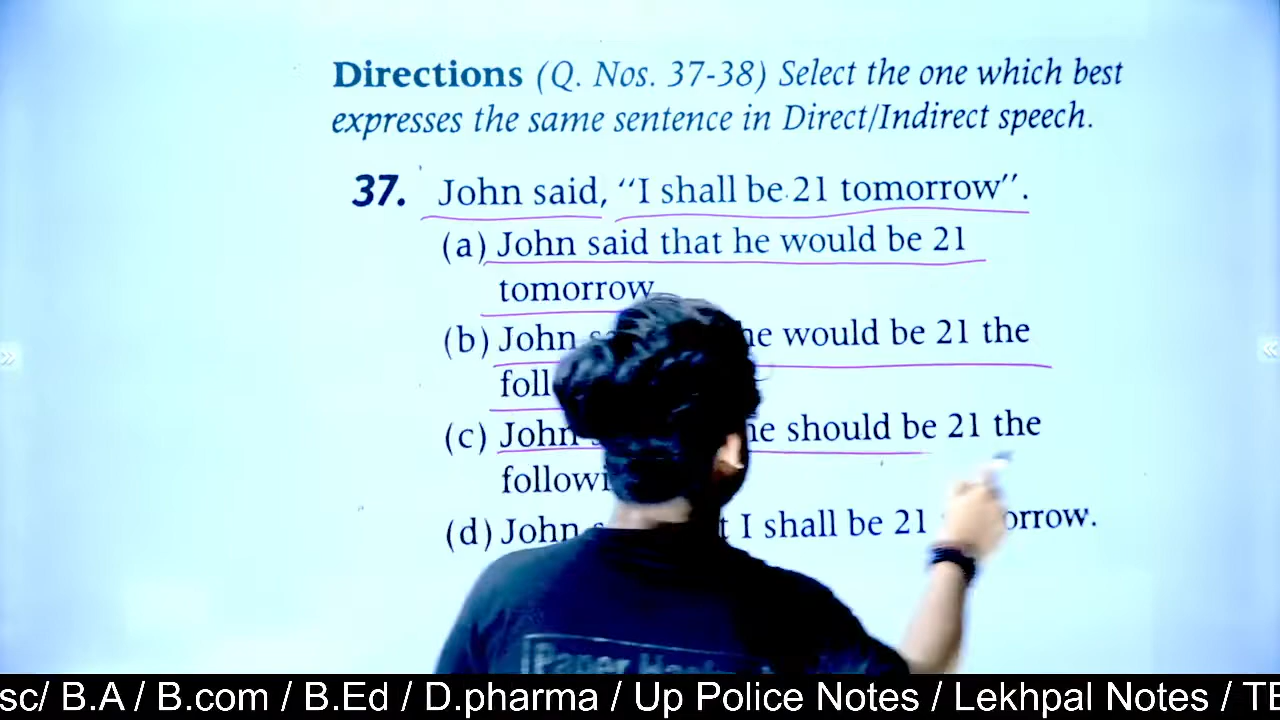 Directions (Q. Nos. 37-38) Select the one which best
expresses the same sentence in Direct/Indirect speech.
37. John said, “I shall be 21 tomorrow”.
(a) John said that he would be 21
tomorrow
(b) John he would be 21 the
(c) John he should be 21 the
(d) John I shall be 21
Paper
sc/ B.A / B.com / B.Ed / D.pharma / Up Police Notes / Lekhpal Notes / TE